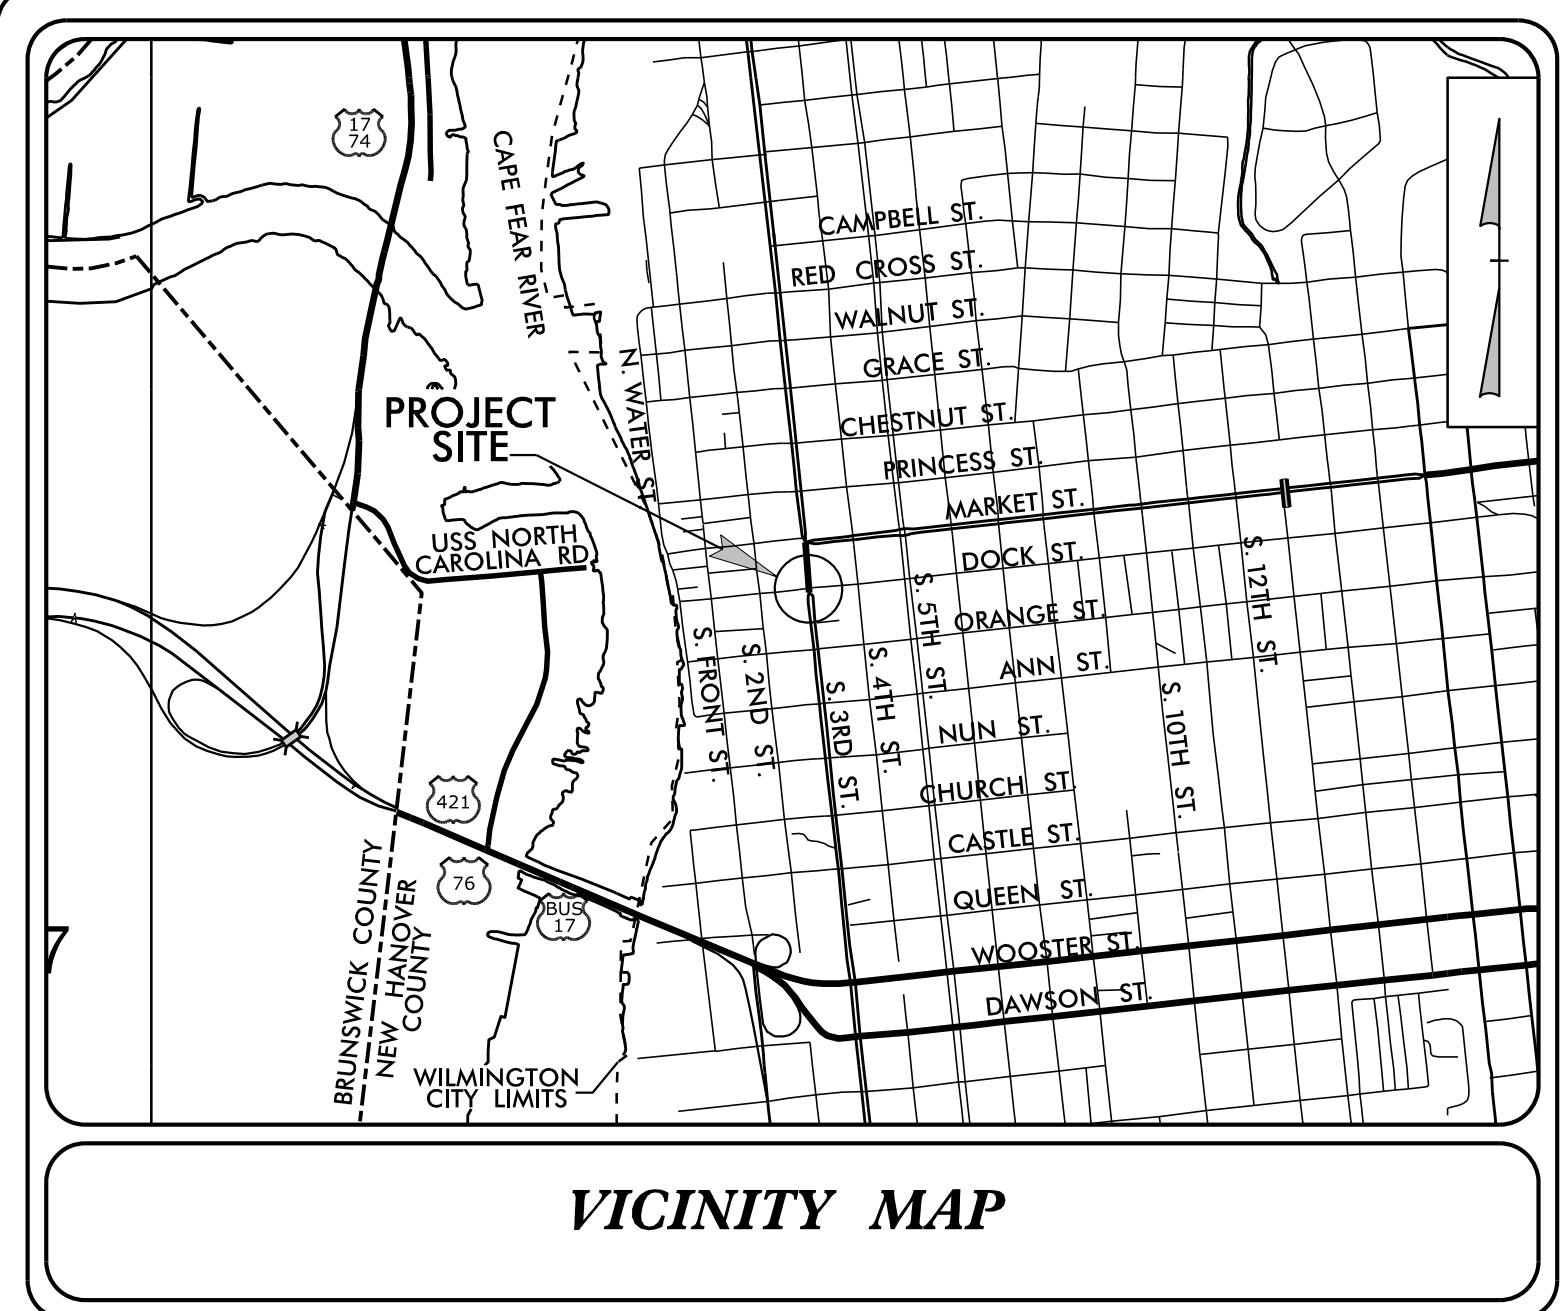 17
74
CAPE FEAR RIVER
CAMPBELL ST.
RED CROSS ST.
WALNUT ST.
GRACE ST.
N. WATER ST
PROJECT
SITE
CHESTNUT ST.
PRINCESS ST.
MARKET ST.
USS NORTH
CAROLINA RD.
DOCK ST.
S. 12TH ST.
S. 5TH ST.
ORANGE ST.
ANN ST.
S. FRONT ST.
S. 2ND ST.
S. 3RD ST.
S. 4TH ST.
S. 10TH ST.
NUN ST.
CHURCH ST.
421
CASTLE ST.
76
QUEEN ST.
BUS
17
BRUNSWICK COUNTY
NEW HANOVER
COUNTY
7
WOOSTER ST.
DAWSON ST.
WILMINGTON
CITY LIMITS
VICINITY MAP